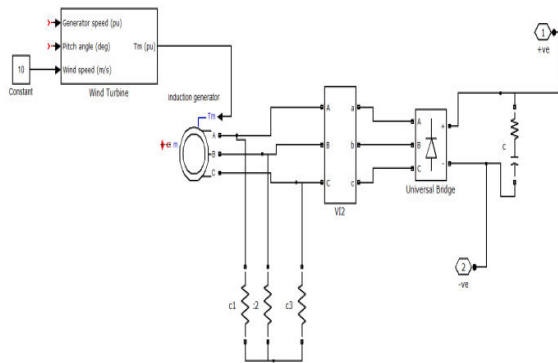 Generator speed (pu)
Pitch angle (deg)
Tm (pu)
Wind speed (m/s)
10
Constant
Wind Turbine
induction generator
Tm
m
A
B
C
A
B
C
a
b
c
VI2
A
B
C
+
-
Universal Bridge
1
+ve
c
2
-ve
c1
:2
c3